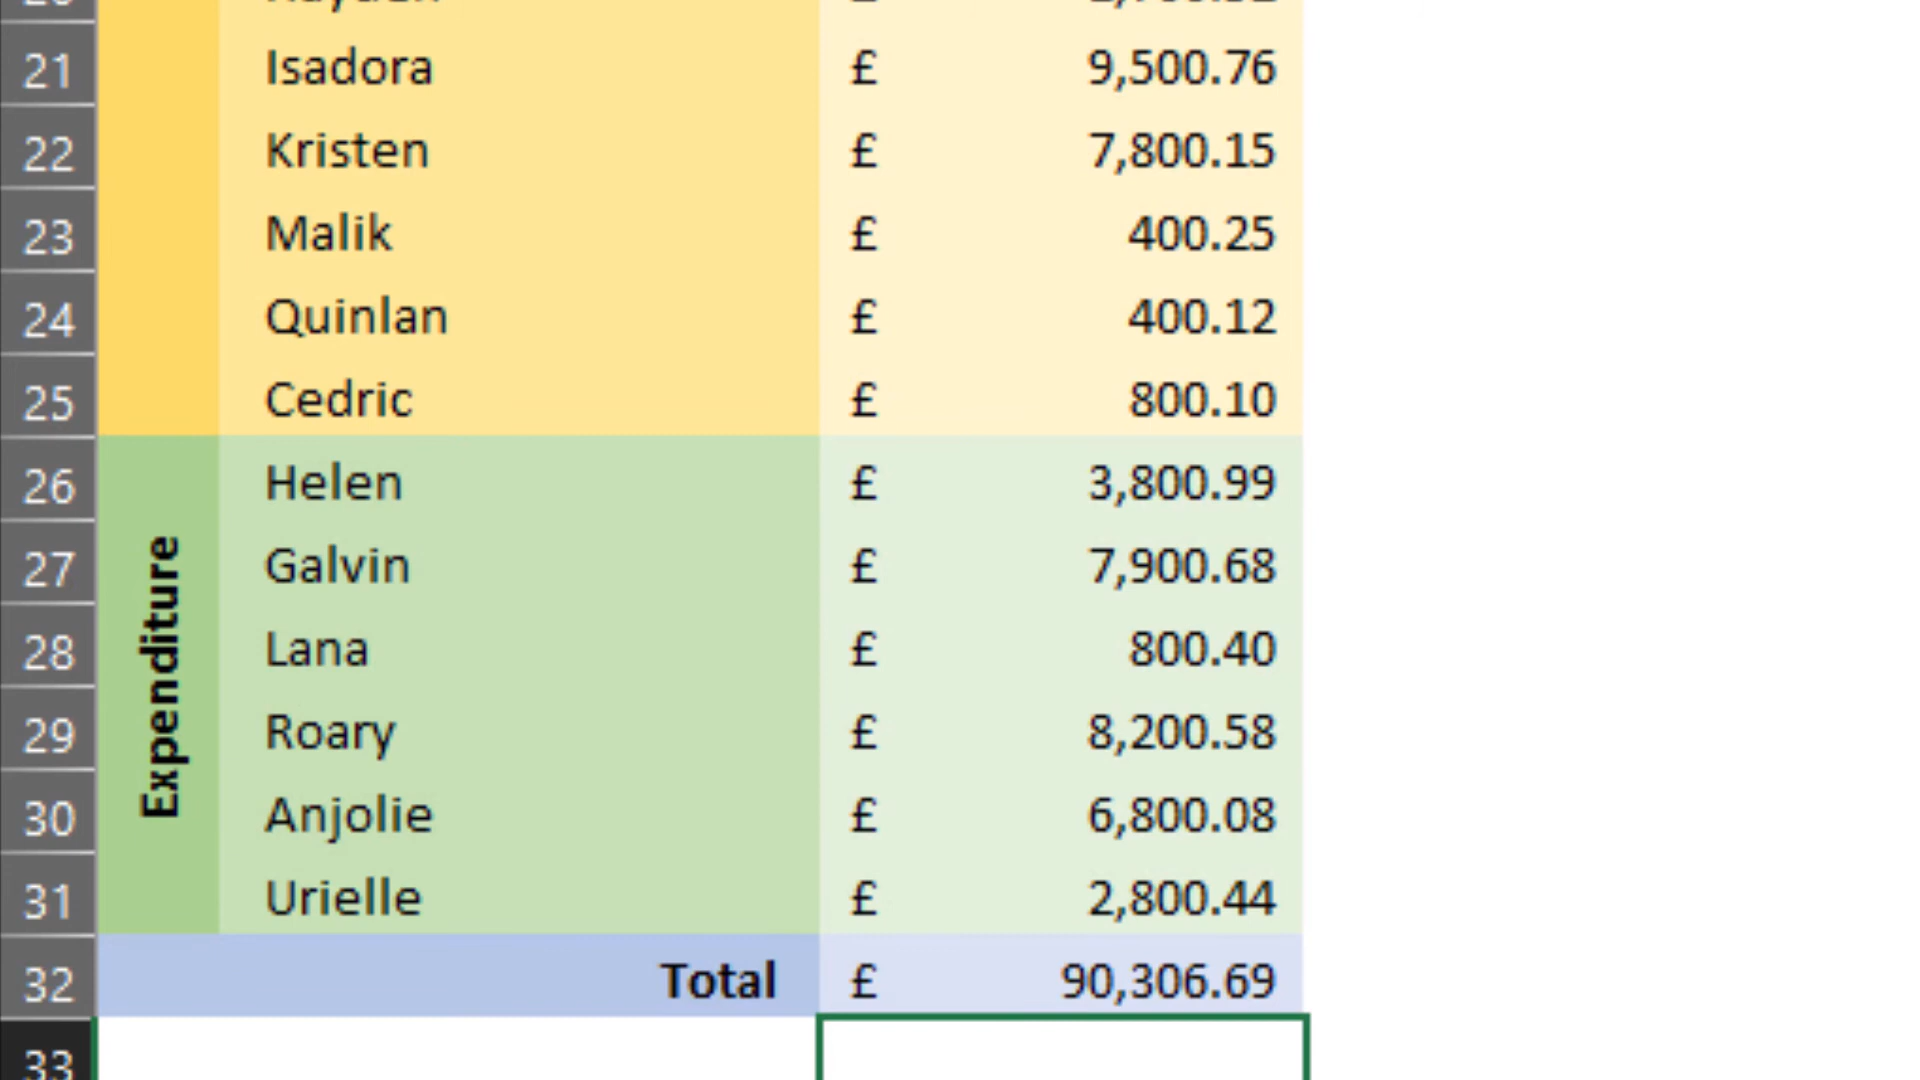 21 Isadora £ 9,500.76
22 Kristen £ 7,800.15
23 Malik £ 400.25
24 Quinlan £ 400.12
25 Cedric £ 800.10
Expenditure
26 Helen £ 3,800.99
27 Galvin £ 7,900.68
28 Lana £ 800.40
29 Roary £ 8,200.58
30 Anjolie £ 6,800.08
31 Urielle £ 2,800.44
32 Total £ 90,306.69
33